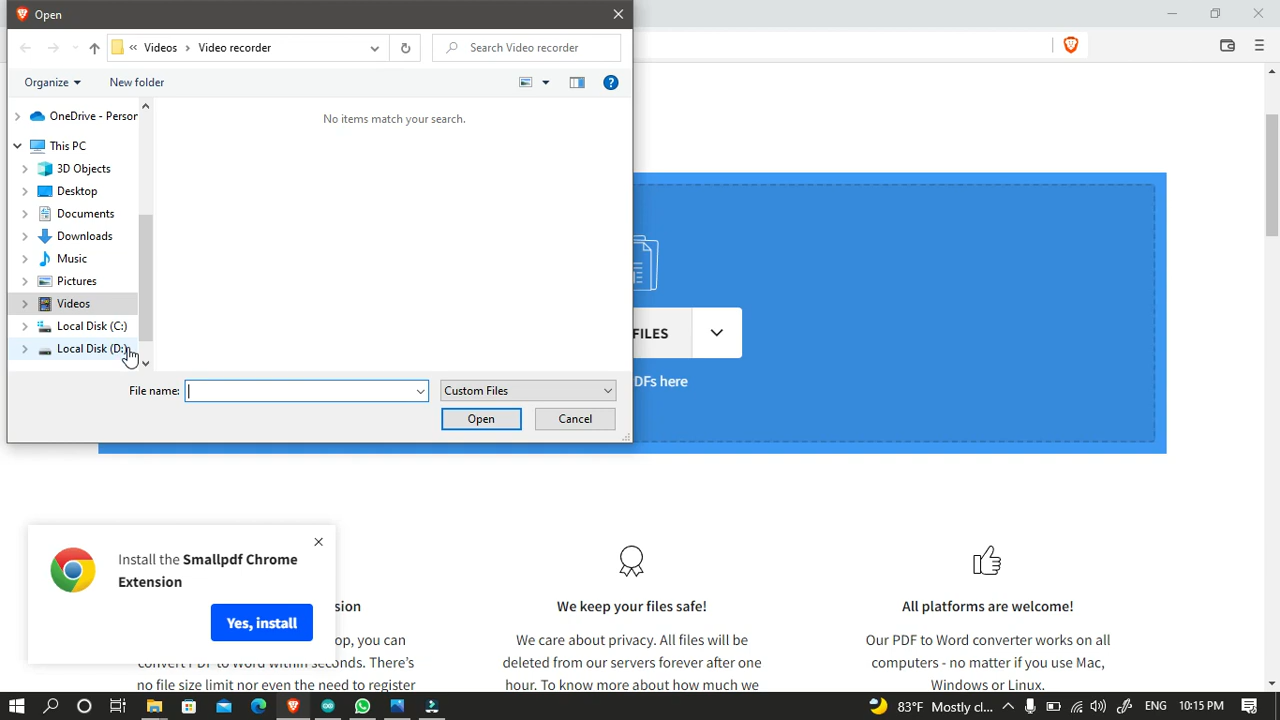 Open
« Videos › Video recorder
Search Video recorder
Organize
New folder
OneDrive - Person
This PC
3D Objects
Desktop
Documents
Downloads
Music
Pictures
Videos
Local Disk (C:)
Local Disk (D:)
No items match your search.
File name:
Custom Files
Open
Cancel
FILES
DFs here
Install the Smallpdf Chrome
Extension
Yes, install
sion
op, you can
convert PDF to Word within seconds. There's
no file size limit nor even the need to register
We keep your files safe!
We care about privacy. All files will be
deleted from our servers forever after one
hour. To know more about how much we
All platforms are welcome!
Our PDF to Word converter works on all
computers - no matter if you use Mac,
Windows or Linux.
83°F Mostly cl...
ENG
10:15 PM